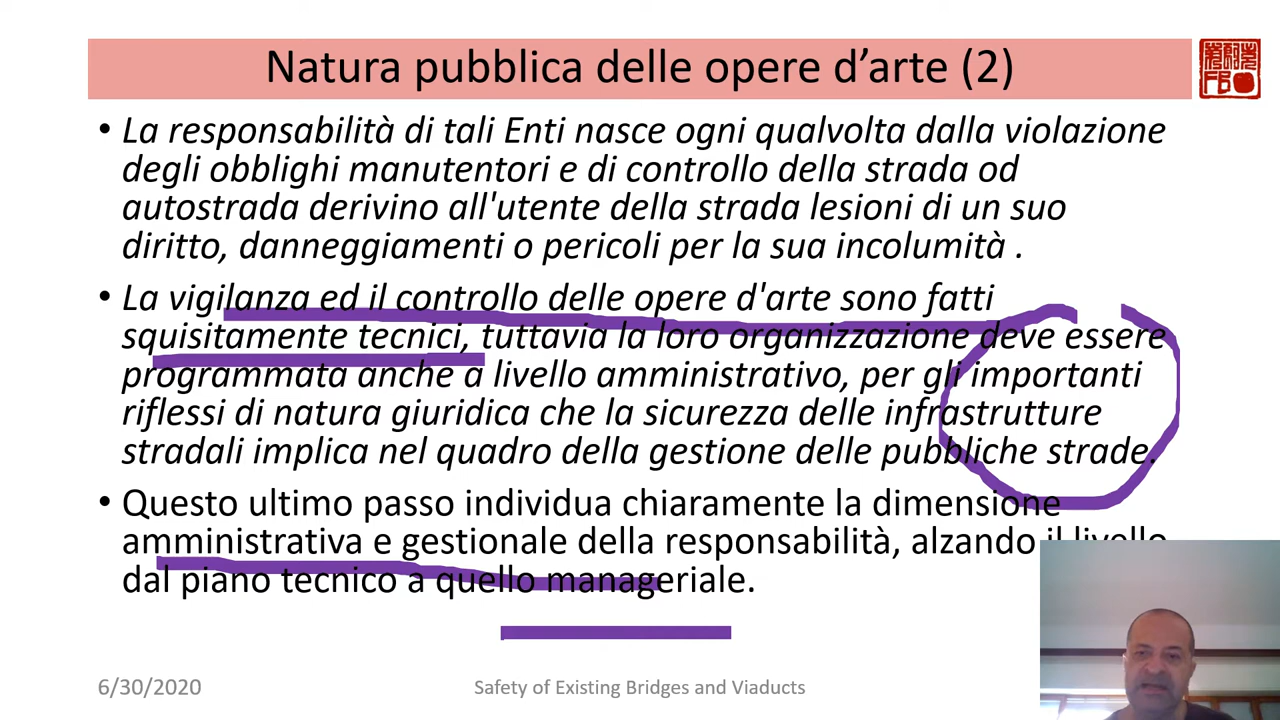 Natura pubblica delle opere d’arte (2)
• La responsabilità di tali Enti nasce ogni qualvolta dalla violazione
degli obblighi manutentori e di controllo della strada od
autostrada derivino all'utente della strada lesioni di un suo
diritto, danneggiamenti o pericoli per la sua incolumità .
• La vigilanza ed il controllo delle opere d'arte sono fatti
squisitamente tecnici, tuttavia la loro organizzazione deve essere
programmata anche a livello amministrativo, per gli importanti
riflessi di natura giuridica che la sicurezza delle infrastrutture
stradali implica nel quadro della gestione delle pubbliche strade.
• Questo ultimo passo individua chiaramente la dimensione
amministrativa e gestionale della responsabilità, alzando il livello
dal piano tecnico a quello manageriale.
6/30/2020
Safety of Existing Bridges and Viaducts